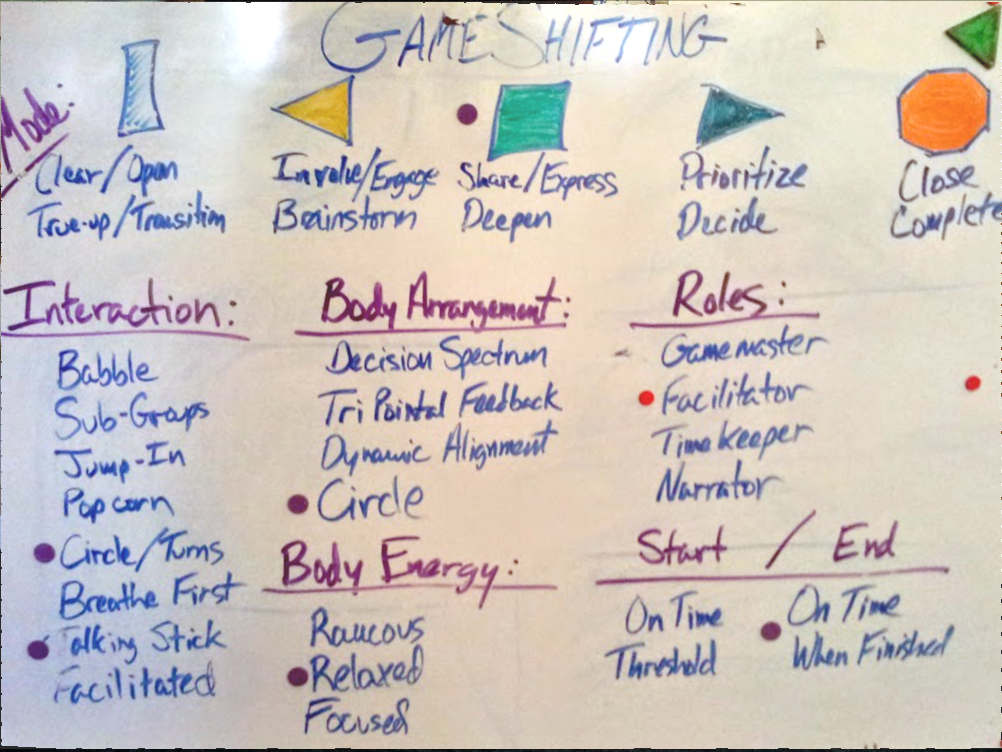 GAMESHIFTING
Mode:
Clear/Open
True-up/Transition
Involve/Engage
Brainstorm
Share/Express
Deepen
Prioritize
Decide
Close
Complete
Interaction:
Babble
Sub-Groups
Jump-In
Popcorn
Circle/Turns
Breathe First
Talking Stick
Facilitated
Body Arrangement:
Decision Spectrum
Tri Pointal Feedback
Dynamic Alignment
Circle
Body Energy:
Raucous
Relaxed
Focused
Roles:
Gamemaster
Facilitator
Timekeeper
Narrator
Start / End
On Time
Threshold
On Time
When Finished